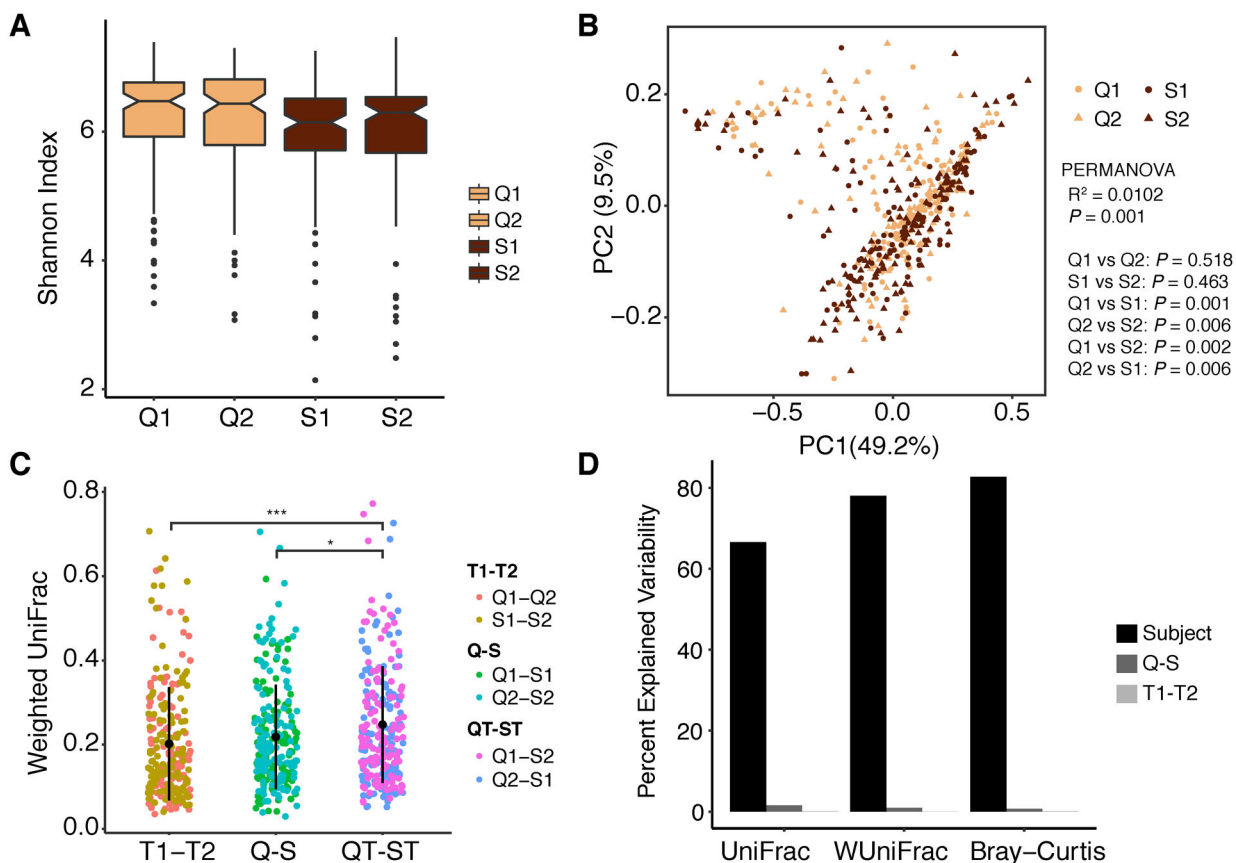 A
Shannon Index
6
4
2
Q1 Q2 S1 S2
Q1
Q2
S1
S2
B
PC2 (9.5%)
0.2
0.0
−0.2
−0.5 0.0 0.5
PC1(49.2%)
Q1 S1
Q2 S2
PERMANOVA
R² = 0.0102
P = 0.001
Q1 vs Q2: P = 0.518
S1 vs S2: P = 0.463
Q1 vs S1: P = 0.001
Q2 vs S2: P = 0.006
Q1 vs S2: P = 0.002
Q2 vs S1: P = 0.006
C
Weighted UniFrac
0.8
0.6
0.4
0.2
0.0
***
*
T1−T2 Q-S QT-ST
T1-T2
Q1−Q2
S1−S2
Q-S
Q1−S1
Q2−S2
QT-ST
Q1−S2
Q2−S1
D
Percent Explained Variability
80
60
40
20
0
UniFrac WUniFrac Bray−Curtis
Subject
Q-S
T1-T2